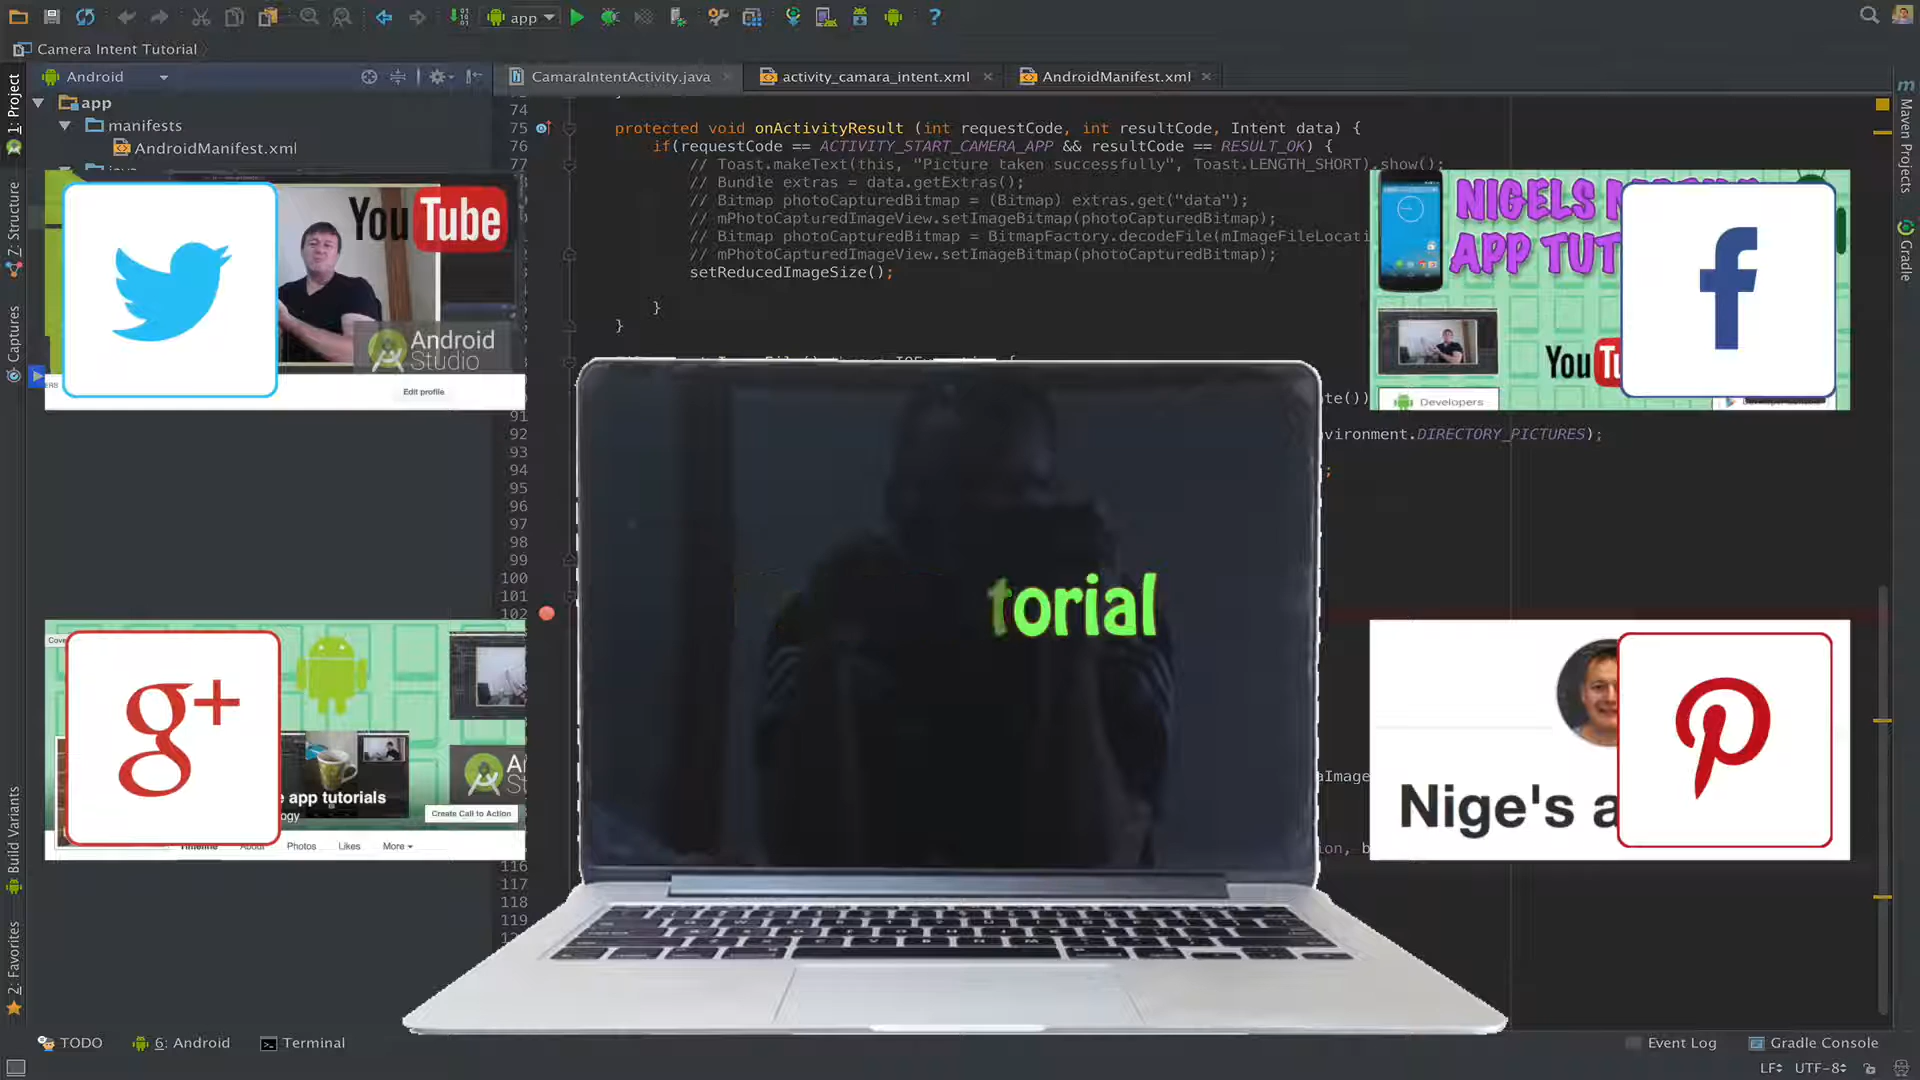 app
Camera Intent Tutorial
Android
CamaraIntentActivity.java
activity_camara_intent.xml
AndroidManifest.xml
1: Project
7: Structure
Captures
Build Variants
2: Favorites
app
manifests
AndroidManifest.xml
74
75 protected void onActivityResult (int requestCode, int resultCode, Intent data) {
76 if(requestCode == ACTIVITY_START_CAMERA_APP && resultCode == RESULT_OK) {
77 // Toast.makeText(this, "Picture taken successfully", Toast.LENGTH_SHORT).show();
78 // Bundle extras = data.getExtras();
// Bitmap photoCapturedBitmap = (Bitmap) extras.get("data");
// mPhotoCapturedImageView.setImageBitmap(photoCapturedBitmap);
// Bitmap photoCapturedBitmap = BitmapFactory.decodeFile(mImageFileLocati
// mPhotoCapturedImageView.setImageBitmap(photoCapturedBitmap);
setReducedImageSize();
}
}
te())
91
92 vironment.DIRECTORY_PICTURES);
93
94 ;
95
96
97
98
99
100
101
102
aImage
ion, b
116
117
118
119
YouTube
Android
Studio
Edit profile
NIGELS
APP TUT
You
Developers
torial
g+
app tutorials
ogy
Create Call to Action
Timeline
About
Photos
Likes
More
Nige's a
Maven Projects
Gradle
TODO
6: Android
Terminal
Event Log
Gradle Console
LF
UTF-8